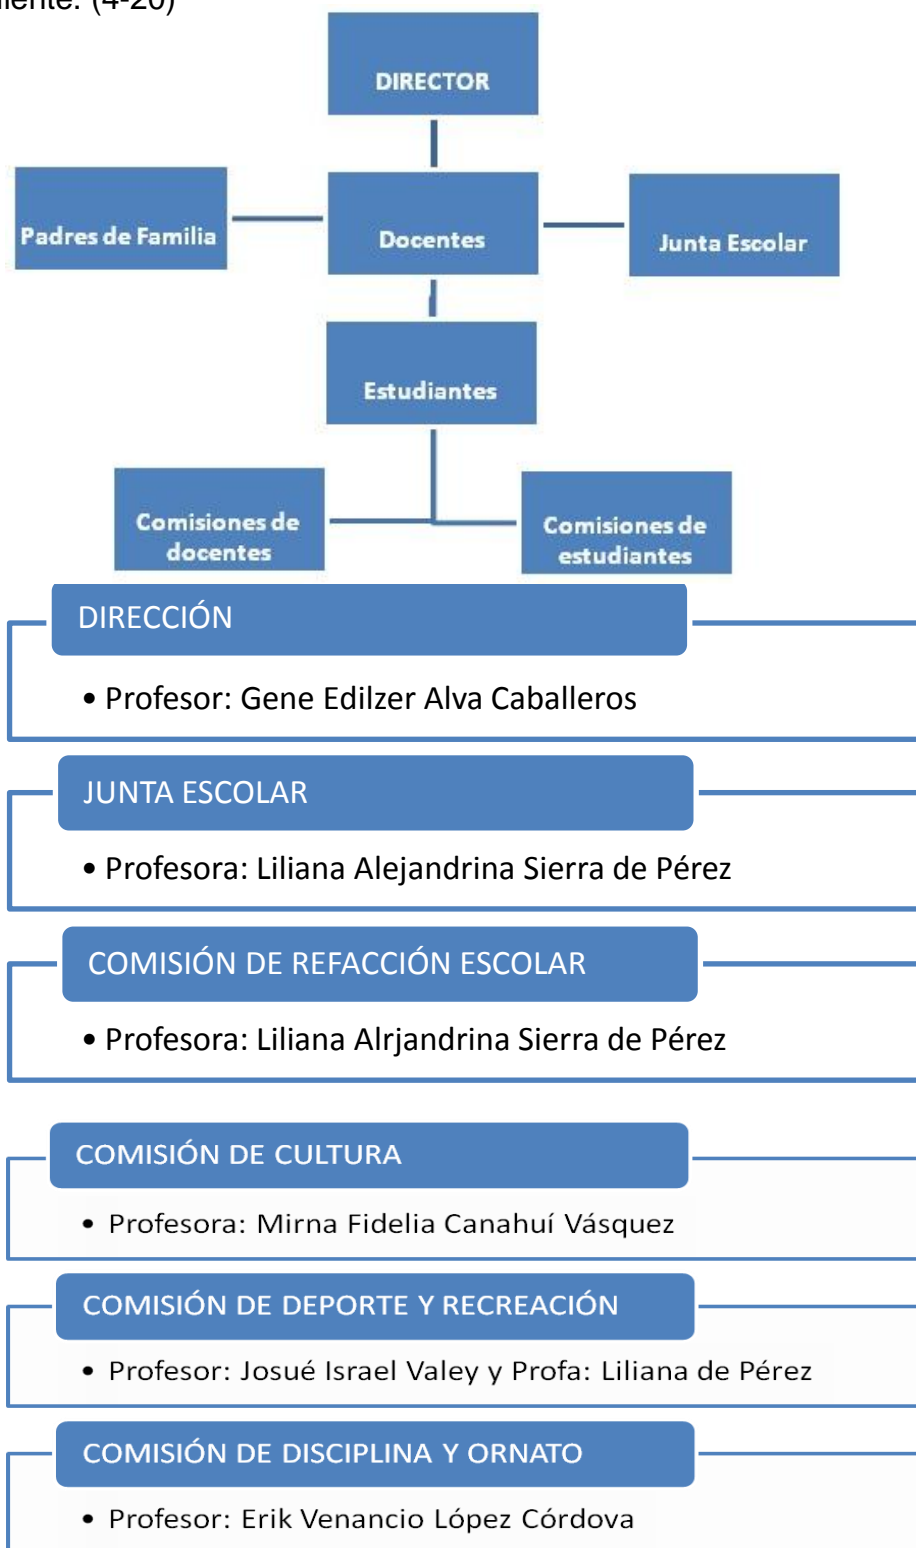 (4-20)
DIRECTOR
Padres de Familia
Docentes
Junta Escolar
Estudiantes
Comisiones de
docentes
Comisiones de
estudiantes
DIRECCIÓN
• Profesor: Gene Edilzer Alva Caballeros
JUNTA ESCOLAR
• Profesora: Liliana Alejandrina Sierra de Pérez
COMISIÓN DE REFACCIÓN ESCOLAR
• Profesora: Liliana Alrjandrina Sierra de Pérez
COMISIÓN DE CULTURA
• Profesora: Mirna Fidelia Canahuí Vásquez
COMISIÓN DE DEPORTE Y RECREACIÓN
• Profesor: Josué Israel Valey y Profa: Liliana de Pérez
COMISIÓN DE DISCIPLINA Y ORNATO
• Profesor: Erik Venancio López Córdova